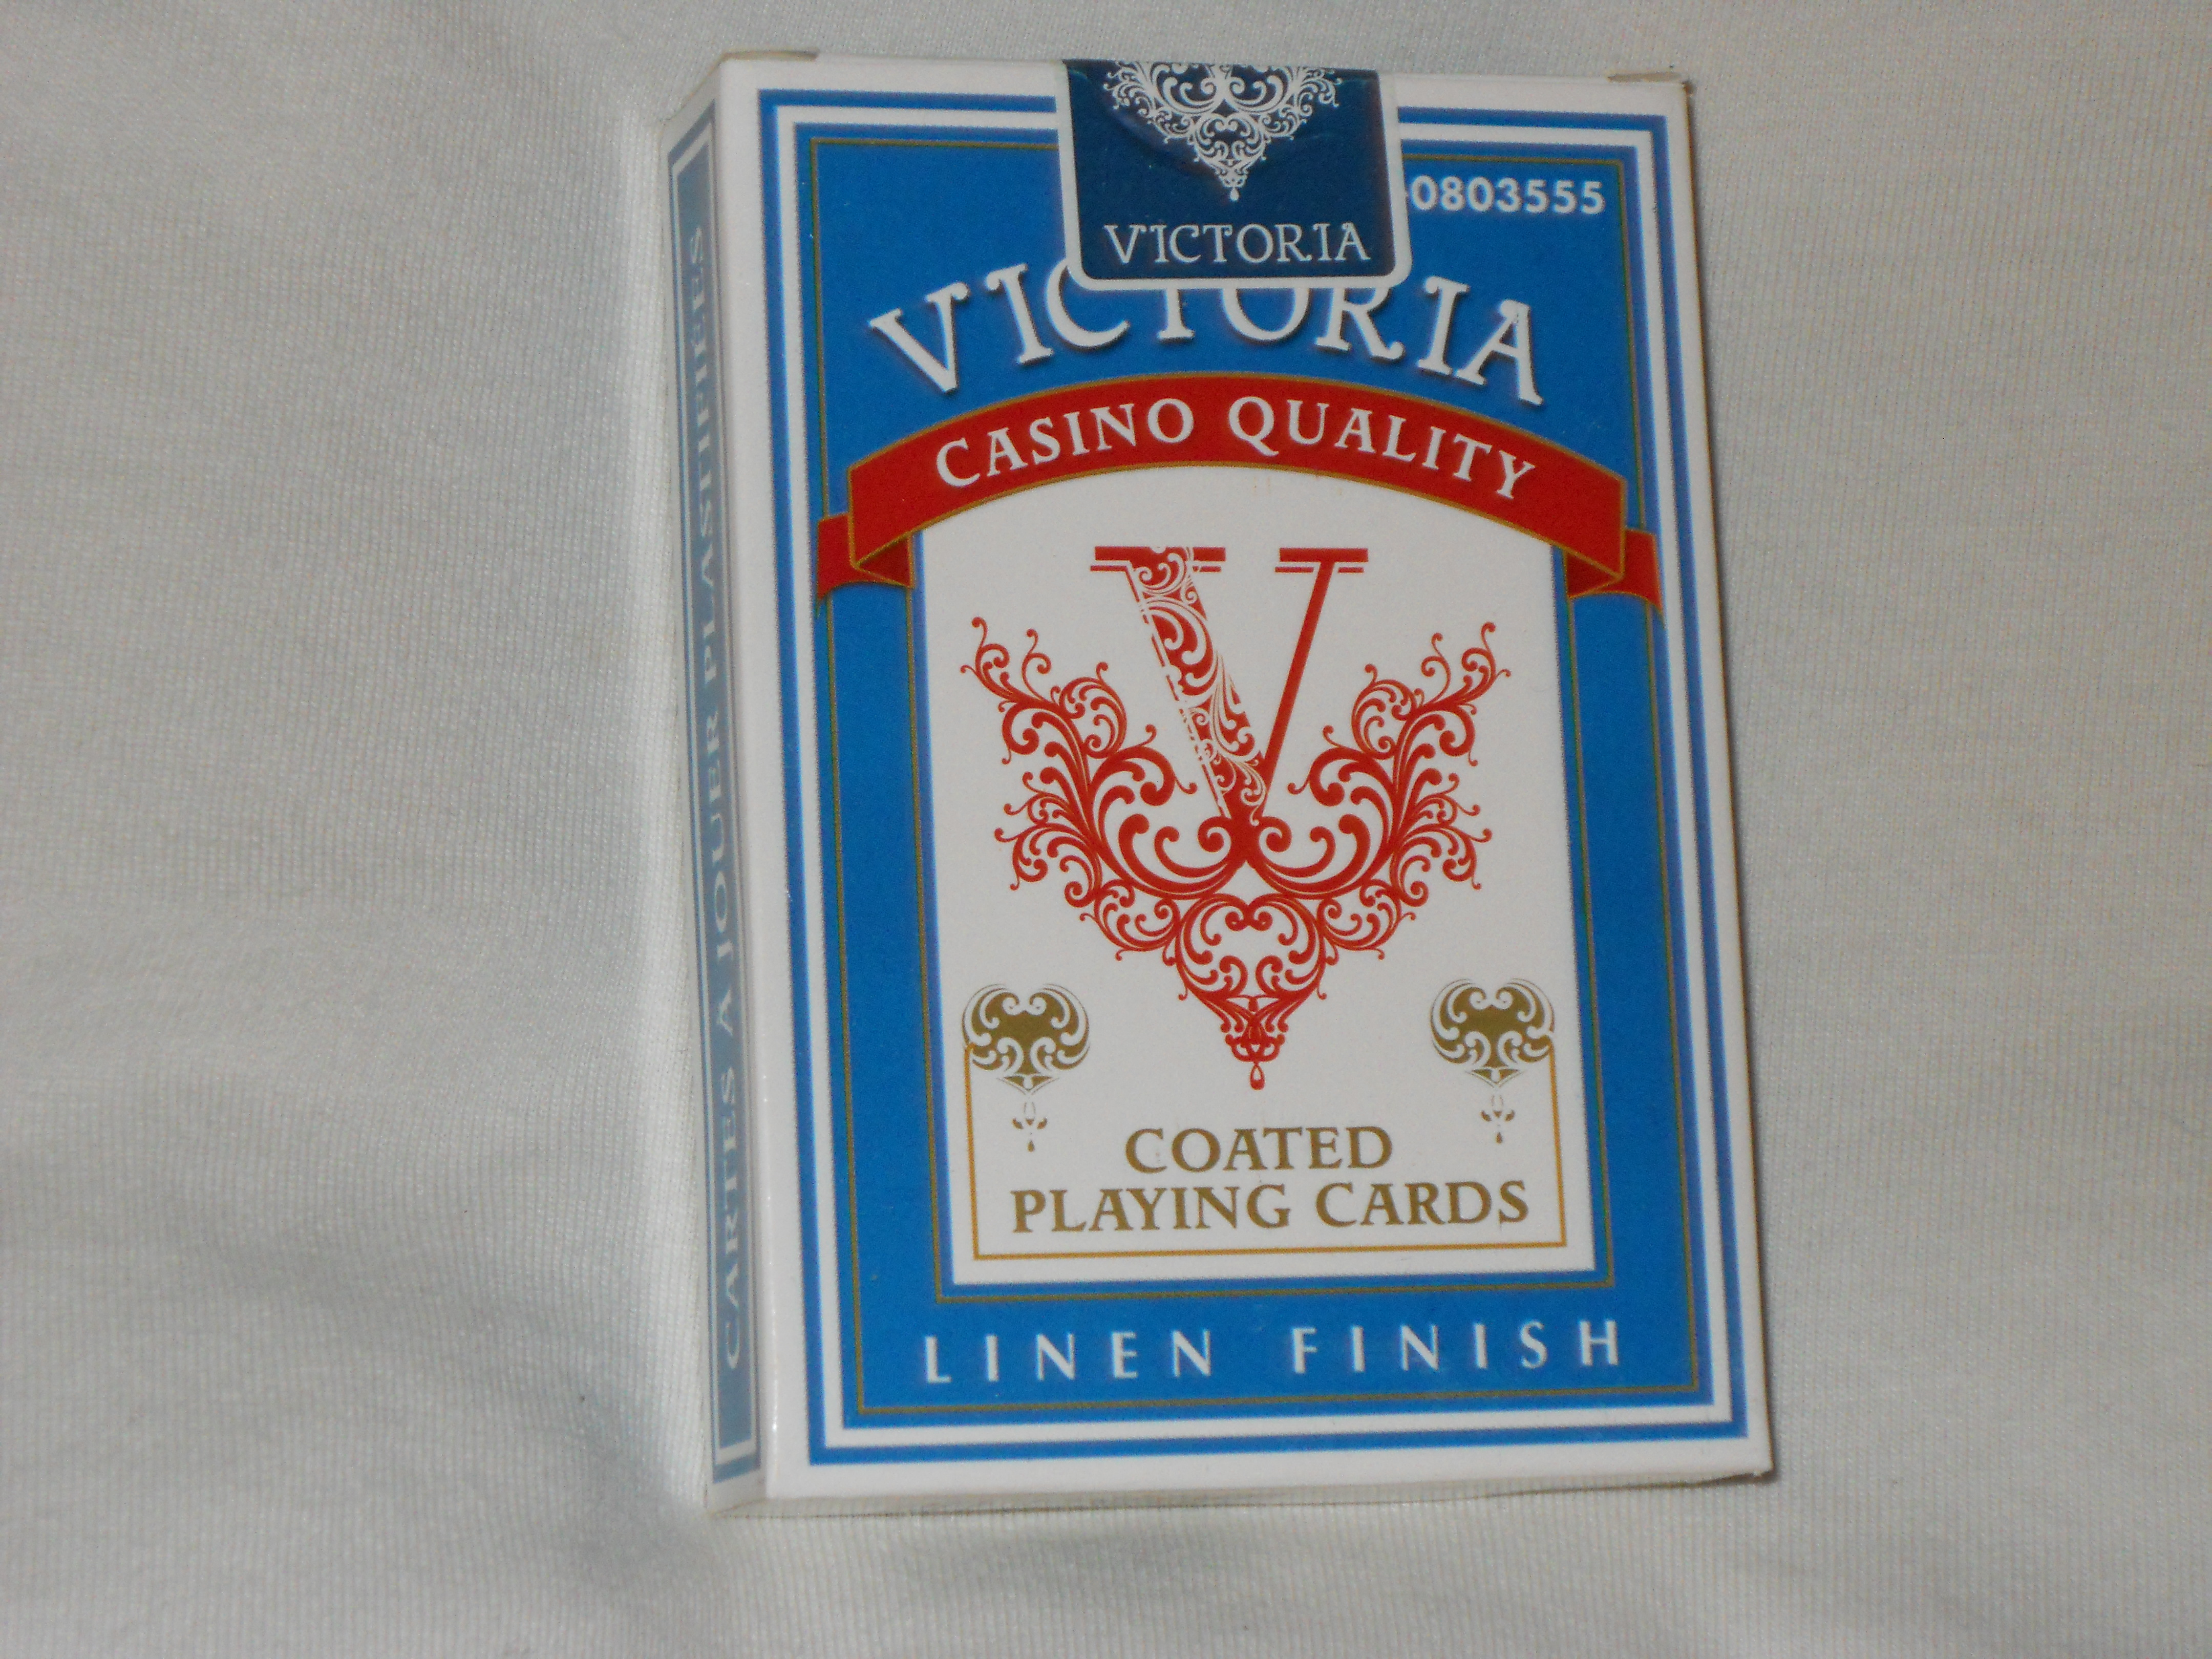 VICTORIA
-0803555
VICTORIA
CASINO QUALITY
V
COATED
PLAYING CARDS
LINEN FINISH
CARTES A JOUER PLASTIFIEES